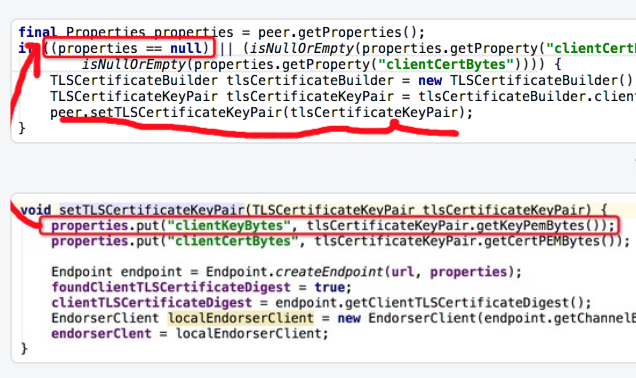 final Properties properties = peer.getProperties();
if ((properties == null) || (isNullOrEmpty(properties.getProperty("clientCert
isNullOrEmpty(properties.getProperty("clientCertBytes")))) {
TLSCertificateBuilder tlsCertificateBuilder = new TLSCertificateBuilder()
TLSCertificateKeyPair tlsCertificateKeyPair = tlsCertificateBuilder.clien
peer.setTLSCertificateKeyPair(tlsCertificateKeyPair);
}
void setTLSCertificateKeyPair(TLSCertificateKeyPair tlsCertificateKeyPair) {
properties.put("clientKeyBytes", tlsCertificateKeyPair.getKeyPemBytes());
properties.put("clientCertBytes", tlsCertificateKeyPair.getCertPEMBytes());
Endpoint endpoint = Endpoint.createEndpoint(url, properties);
foundClientTLSCertificateDigest = true;
clientTLSCertificateDigest = endpoint.getClientTLSCertificateDigest();
EndorserClient localEndorserClient = new EndorserClient(endpoint.getChannelB
endorserClent = localEndorserClient;
}